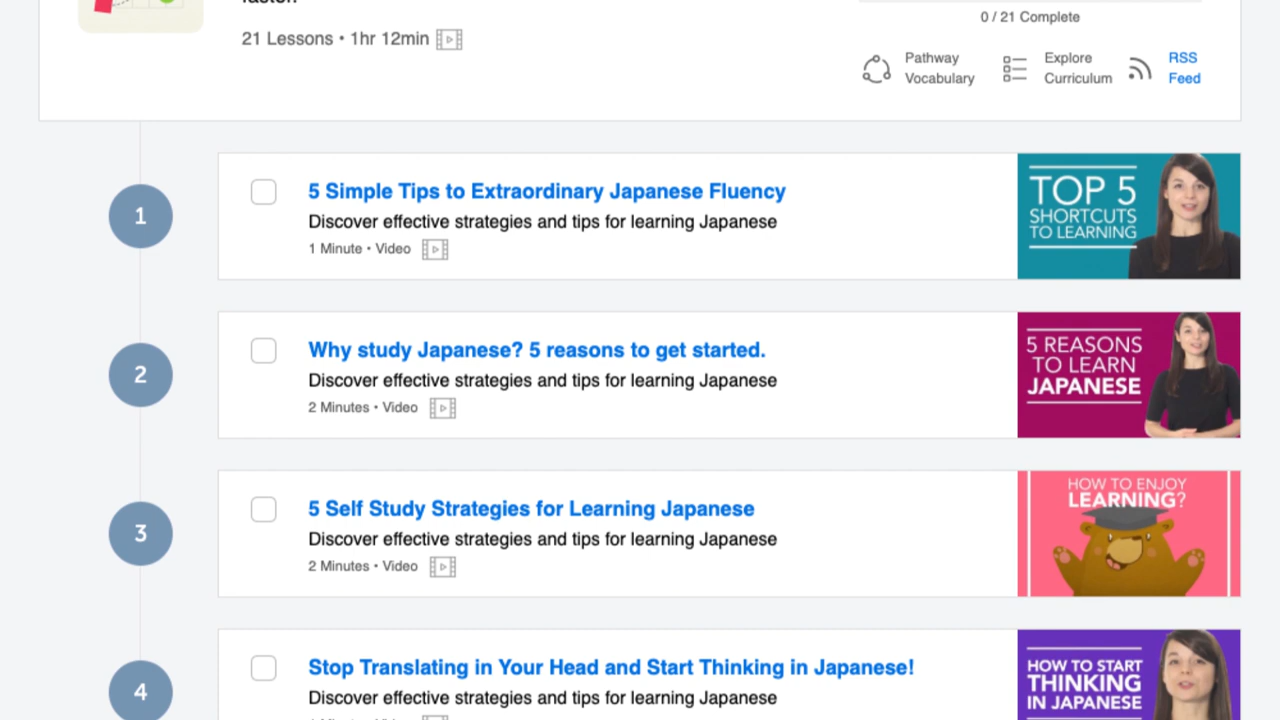 0 / 21 Complete
21 Lessons • 1hr 12min
Pathway
Vocabulary
Explore
Curriculum
RSS
Feed
1
5 Simple Tips to Extraordinary Japanese Fluency
Discover effective strategies and tips for learning Japanese
1 Minute • Video
TOP 5
SHORTCUTS
TO LEARNING
2
Why study Japanese? 5 reasons to get started.
Discover effective strategies and tips for learning Japanese
2 Minutes • Video
5 REASONS
TO LEARN
JAPANESE
3
5 Self Study Strategies for Learning Japanese
Discover effective strategies and tips for learning Japanese
2 Minutes • Video
HOW TO ENJOY
LEARNING?
4
Stop Translating in Your Head and Start Thinking in Japanese!
Discover effective strategies and tips for learning Japanese
HOW TO START
THINKING
IN JAPANESE